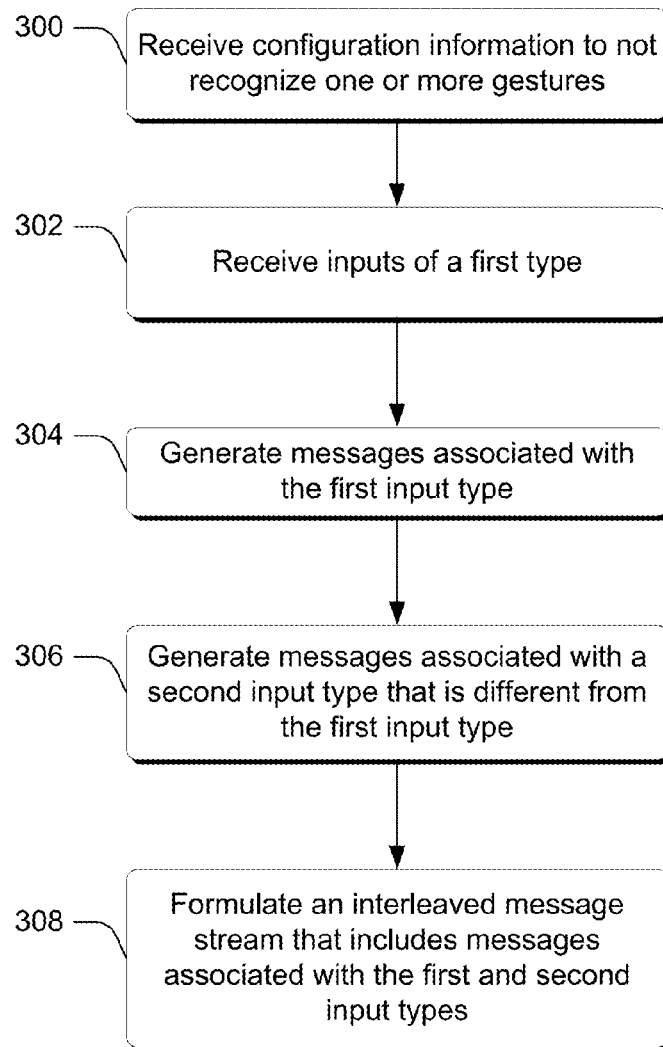 300
Receive configuration information to not
recognize one or more gestures
302
Receive inputs of a first type
304
Generate messages associated with
the first input type
306
Generate messages associated with a
second input type that is different from
the first input type
308
Formulate an interleaved message
stream that includes messages
associated with the first and second
input types